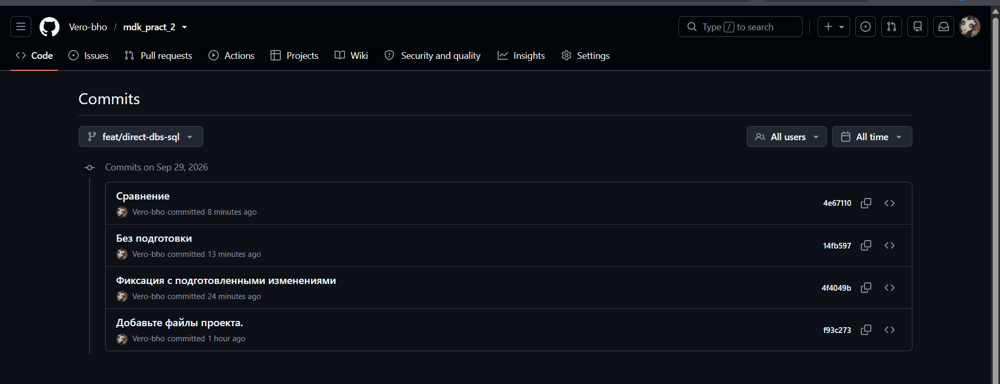 Vero-bho / mdk_pract_2
Type / to search
Code Issues Pull requests Actions Projects Wiki Security and quality Insights Settings
Commits
feat/direct-dbs-sql
All users All time
Commits on Sep 29, 2026
Сравнение
Vero-bho committed 8 minutes ago
4e67110
Без подготовки
Vero-bho committed 13 minutes ago
14fb597
Фиксация с подготовленными изменениями
Vero-bho committed 24 minutes ago
4f4049b
Добавьте файлы проекта.
Vero-bho committed 1 hour ago
f93c273